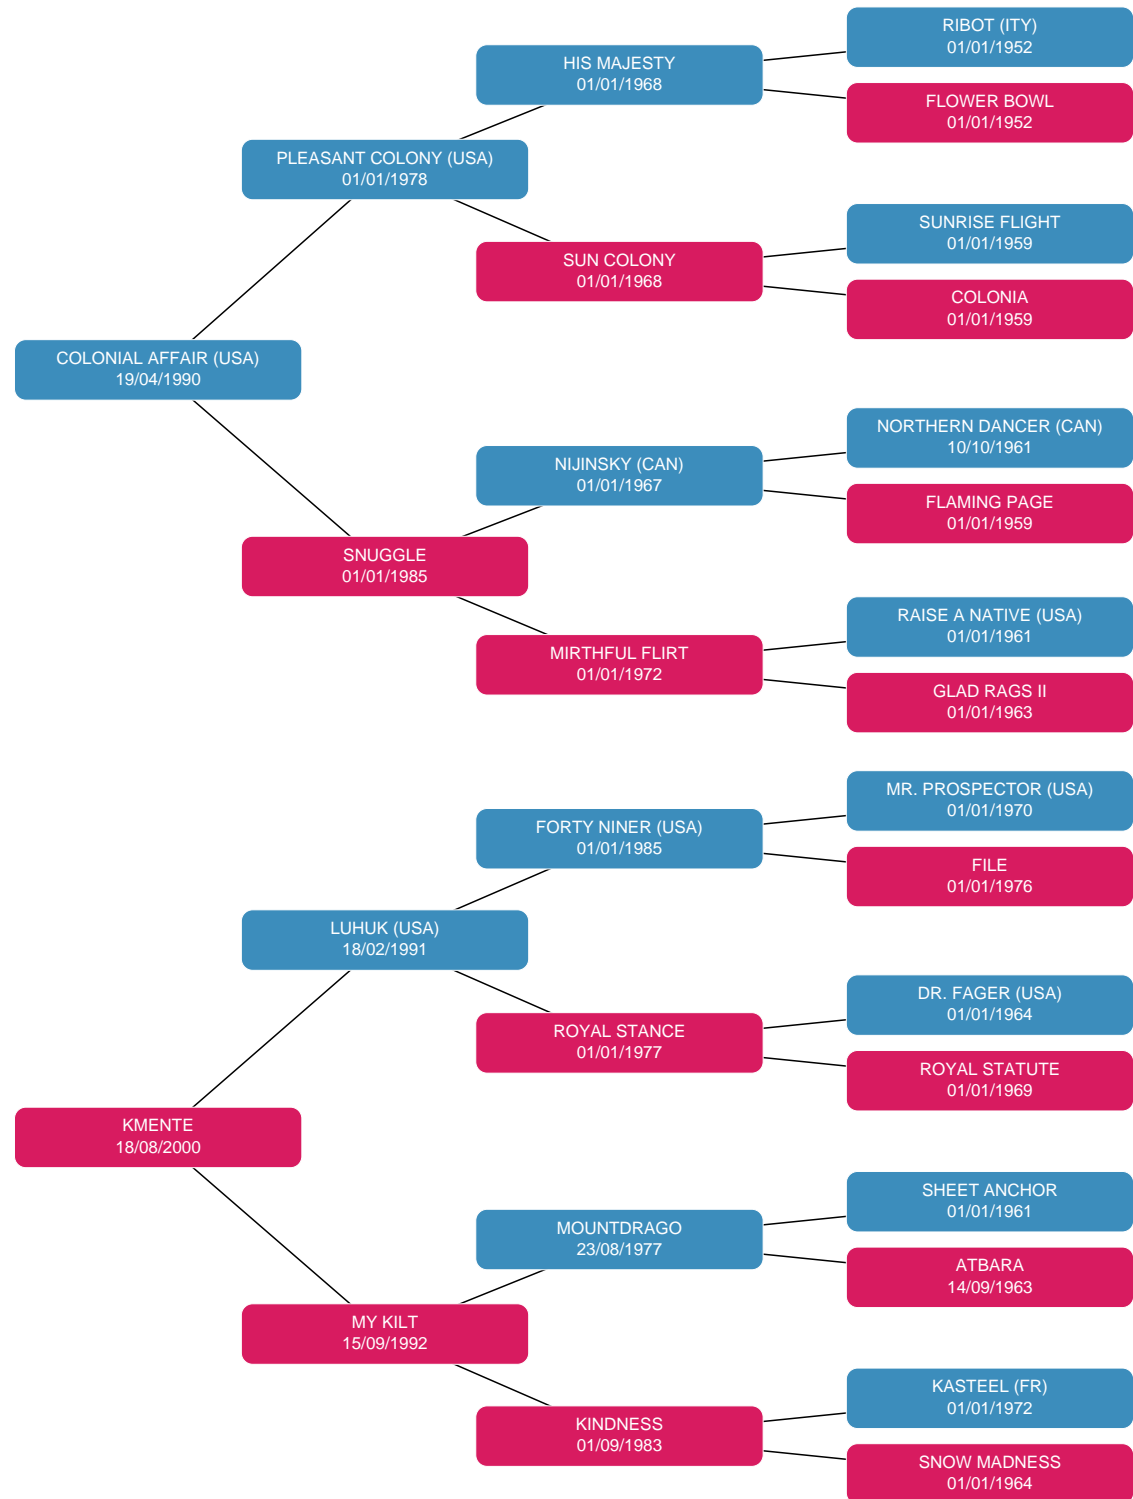 RIBOT (ITY)
01/01/1952
HIS MAJESTY
01/01/1968
FLOWER BOWL
01/01/1952
PLEASANT COLONY (USA)
01/01/1978
SUNRISE FLIGHT
01/01/1959
SUN COLONY
01/01/1968
COLONIA
01/01/1959
COLONIAL AFFAIR (USA)
19/04/1990
NORTHERN DANCER (CAN)
10/10/1961
NIJINSKY (CAN)
01/01/1967
FLAMING PAGE
01/01/1959
SNUGGLE
01/01/1985
RAISE A NATIVE (USA)
01/01/1961
MIRTHFUL FLIRT
01/01/1972
GLAD RAGS II
01/01/1963
MR. PROSPECTOR (USA)
01/01/1970
FORTY NINER (USA)
01/01/1985
FILE
01/01/1976
LUHUK (USA)
18/02/1991
DR. FAGER (USA)
01/01/1964
ROYAL STANCE
01/01/1977
ROYAL STATUTE
01/01/1969
KMENTE
18/08/2000
SHEET ANCHOR
01/01/1961
MOUNTDRAGO
23/08/1977
ATBARA
14/09/1963
MY KILT
15/09/1992
KASTEEL (FR)
01/01/1972
KINDNESS
01/09/1983
SNOW MADNESS
01/01/1964